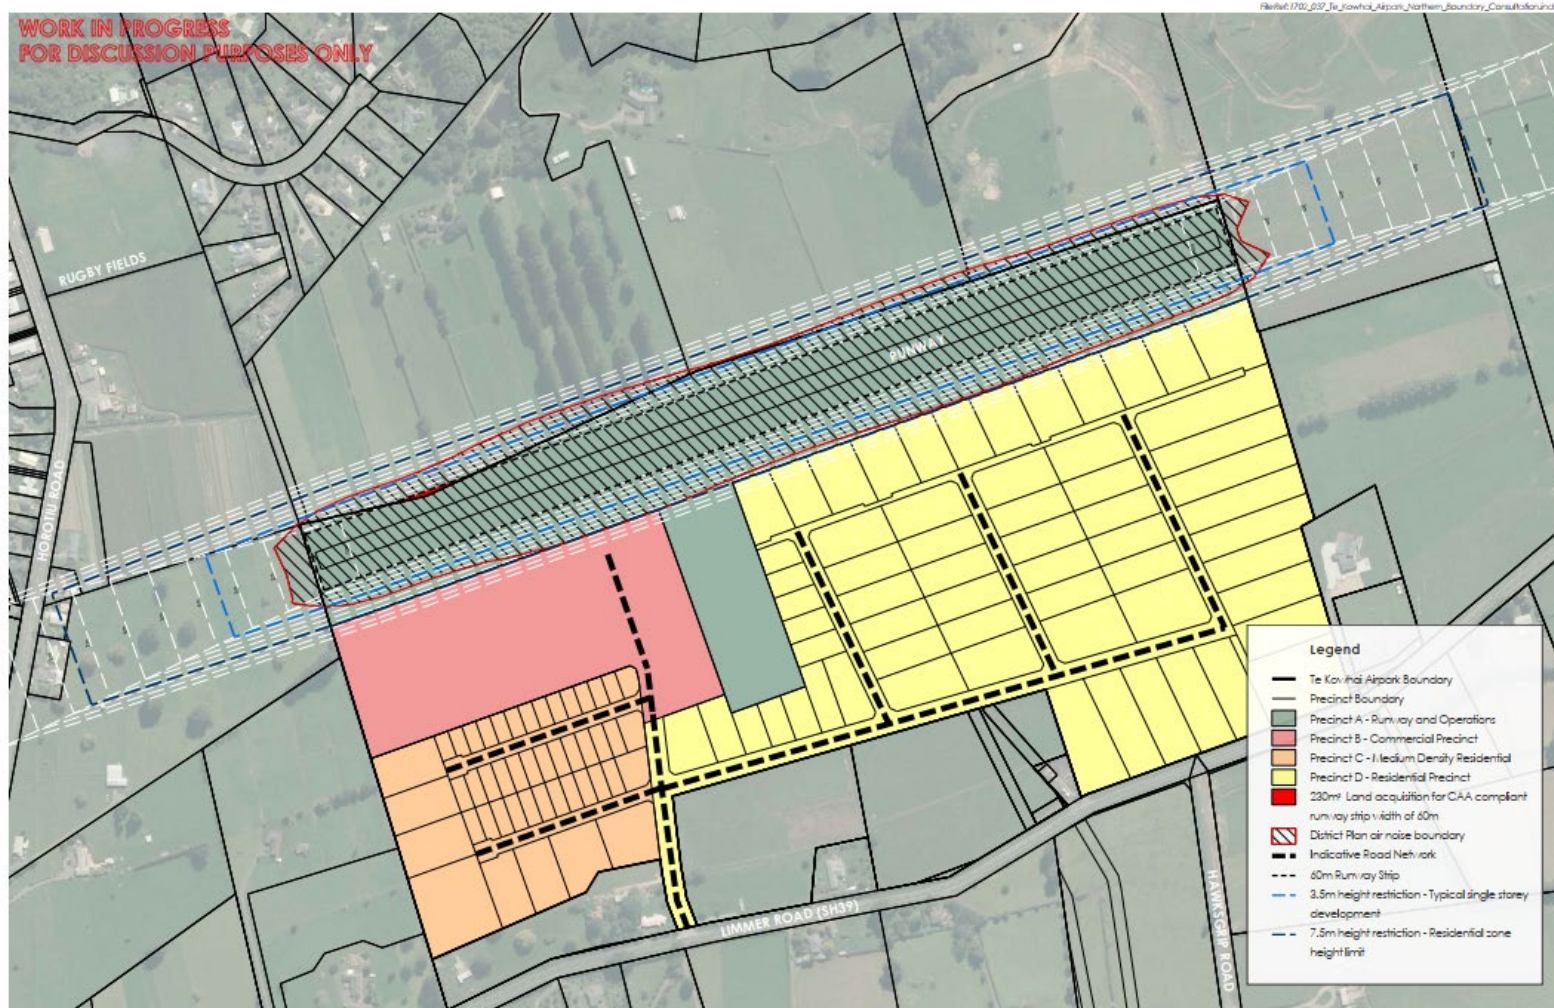 FileRef:1702_037_Te_Kowhai_Airpark_Northern_Boundary_Consultation.ind
WORK IN PROGRESS
FOR DISCUSSION PURPOSES ONLY
RUGBY FIELDS
RUNWAY
HOROTIU ROAD
LIMMER ROAD (SH39)
HAWKSGRIP ROAD
Legend
Te Kowhai Airpark Boundary
Precinct Boundary
Precinct A - Runway and Operations
Precinct B - Commercial Precinct
Precinct C - Medium Density Residential
Precinct D - Residential Precinct
230m² Land acquisition for CAA compliant
runway strip width of 60m
District Plan air noise boundary
Indicative Road Network
60m Runway Strip
3.5m height restriction - Typical single storey
development
7.5m height restriction - Residential zone
height limit